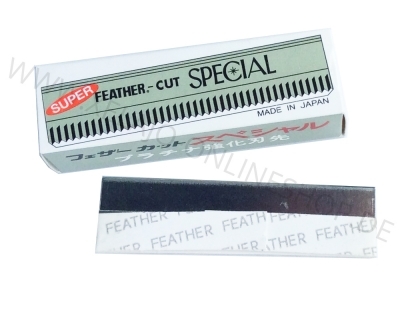 SUPER
FEATHER-CUT SPECIAL
MADE IN JAPAN
フェザーカット スペシャル
プラチナ強化刃先
FEATHER FEATHER FEATHER
FEATHER FEATHER